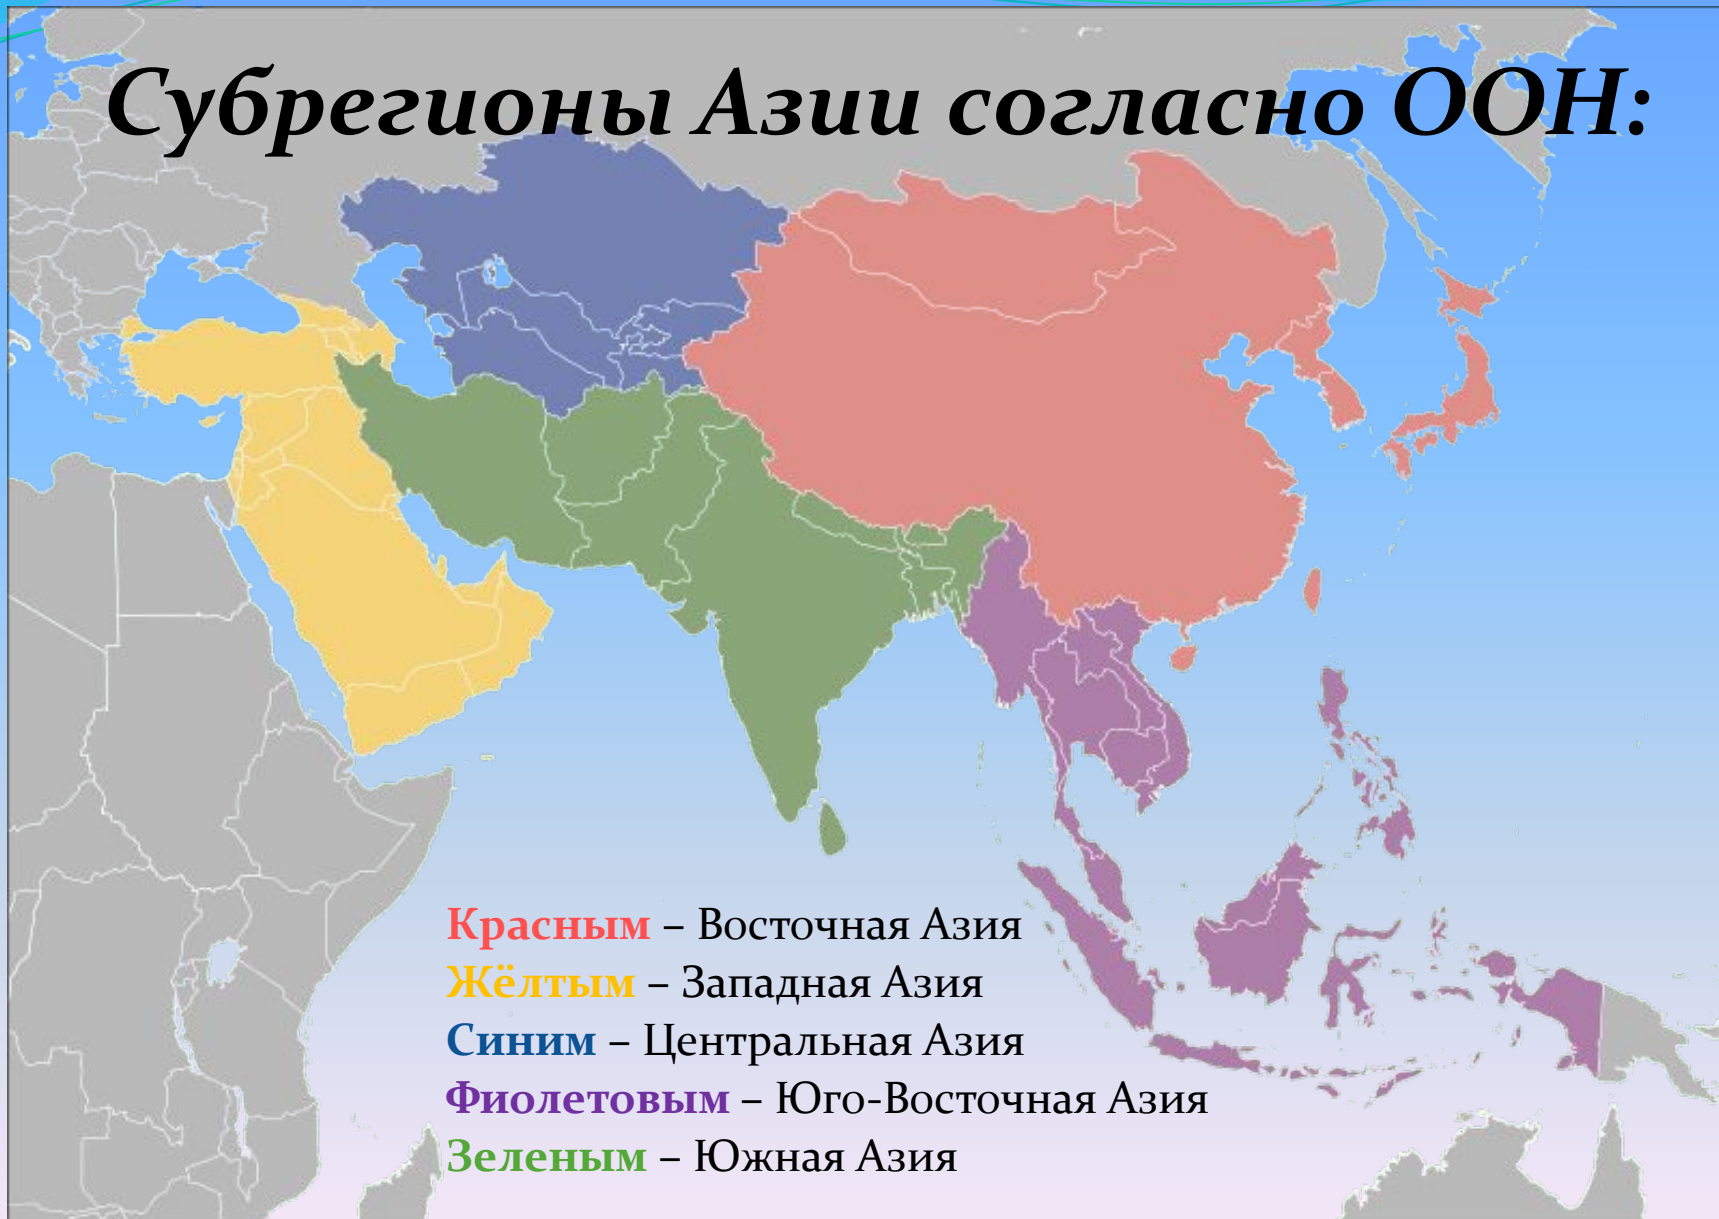 Субрегионы Азии согласно ООН:
Красным – Восточная Азия
Жёлтым – Западная Азия
Синим – Центральная Азия
Фиолетовым – Юго-Восточная Азия
Зеленым – Южная Азия